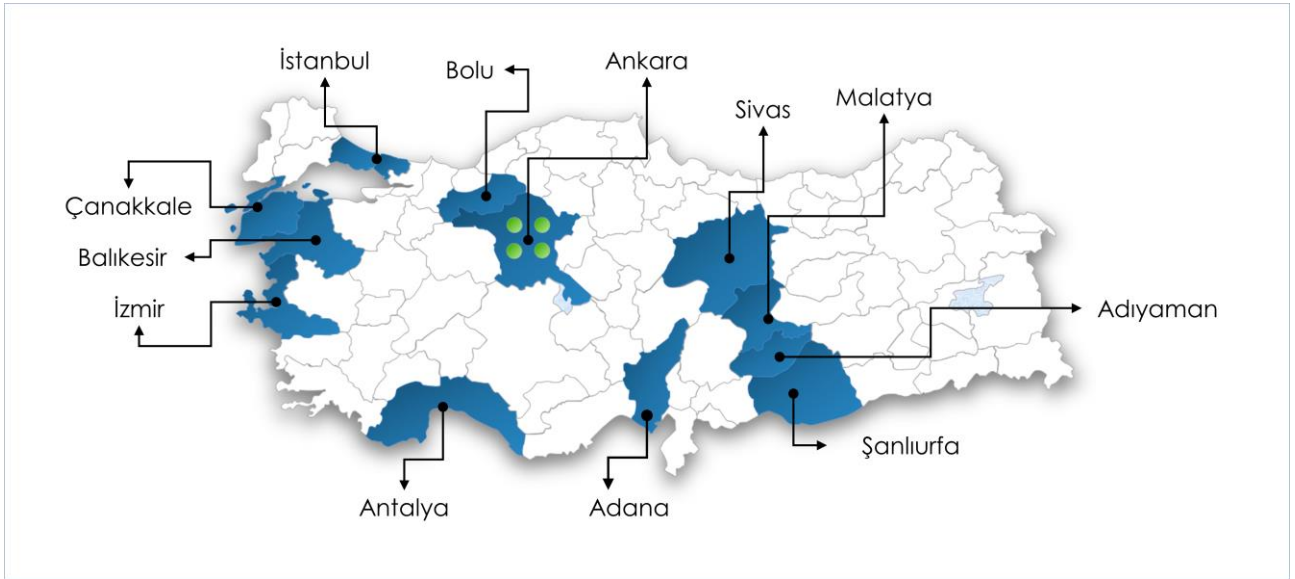 İstanbul
Bolu
Ankara
Sivas
Malatya
Çanakkale
Balıkesir
İzmir
Adıyaman
Şanlıurfa
Antalya
Adana